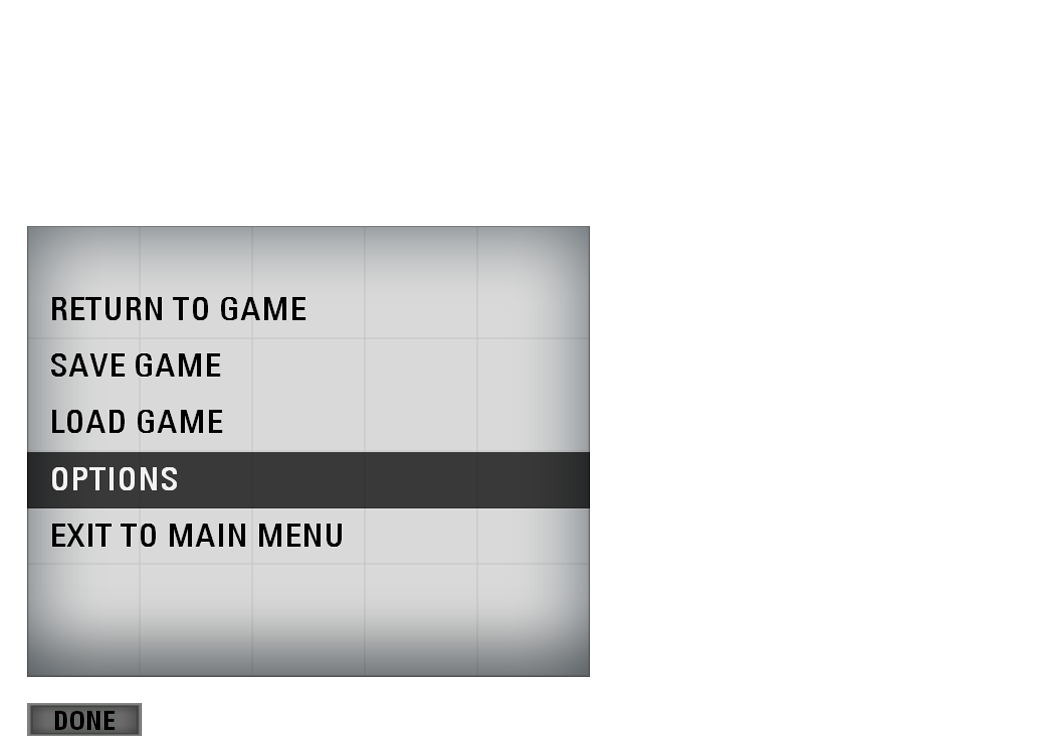 RETURN TO GAME
SAVE GAME
LOAD GAME
OPTIONS
EXIT TO MAIN MENU
DONE